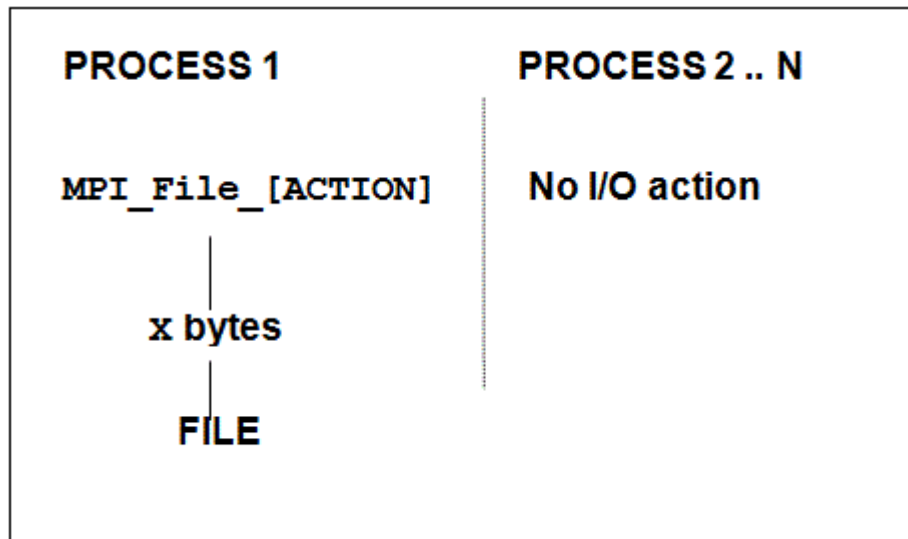 PROCESS 1
PROCESS 2 .. N
MPI_File_[ACTION]
No I/O action
x bytes
FILE